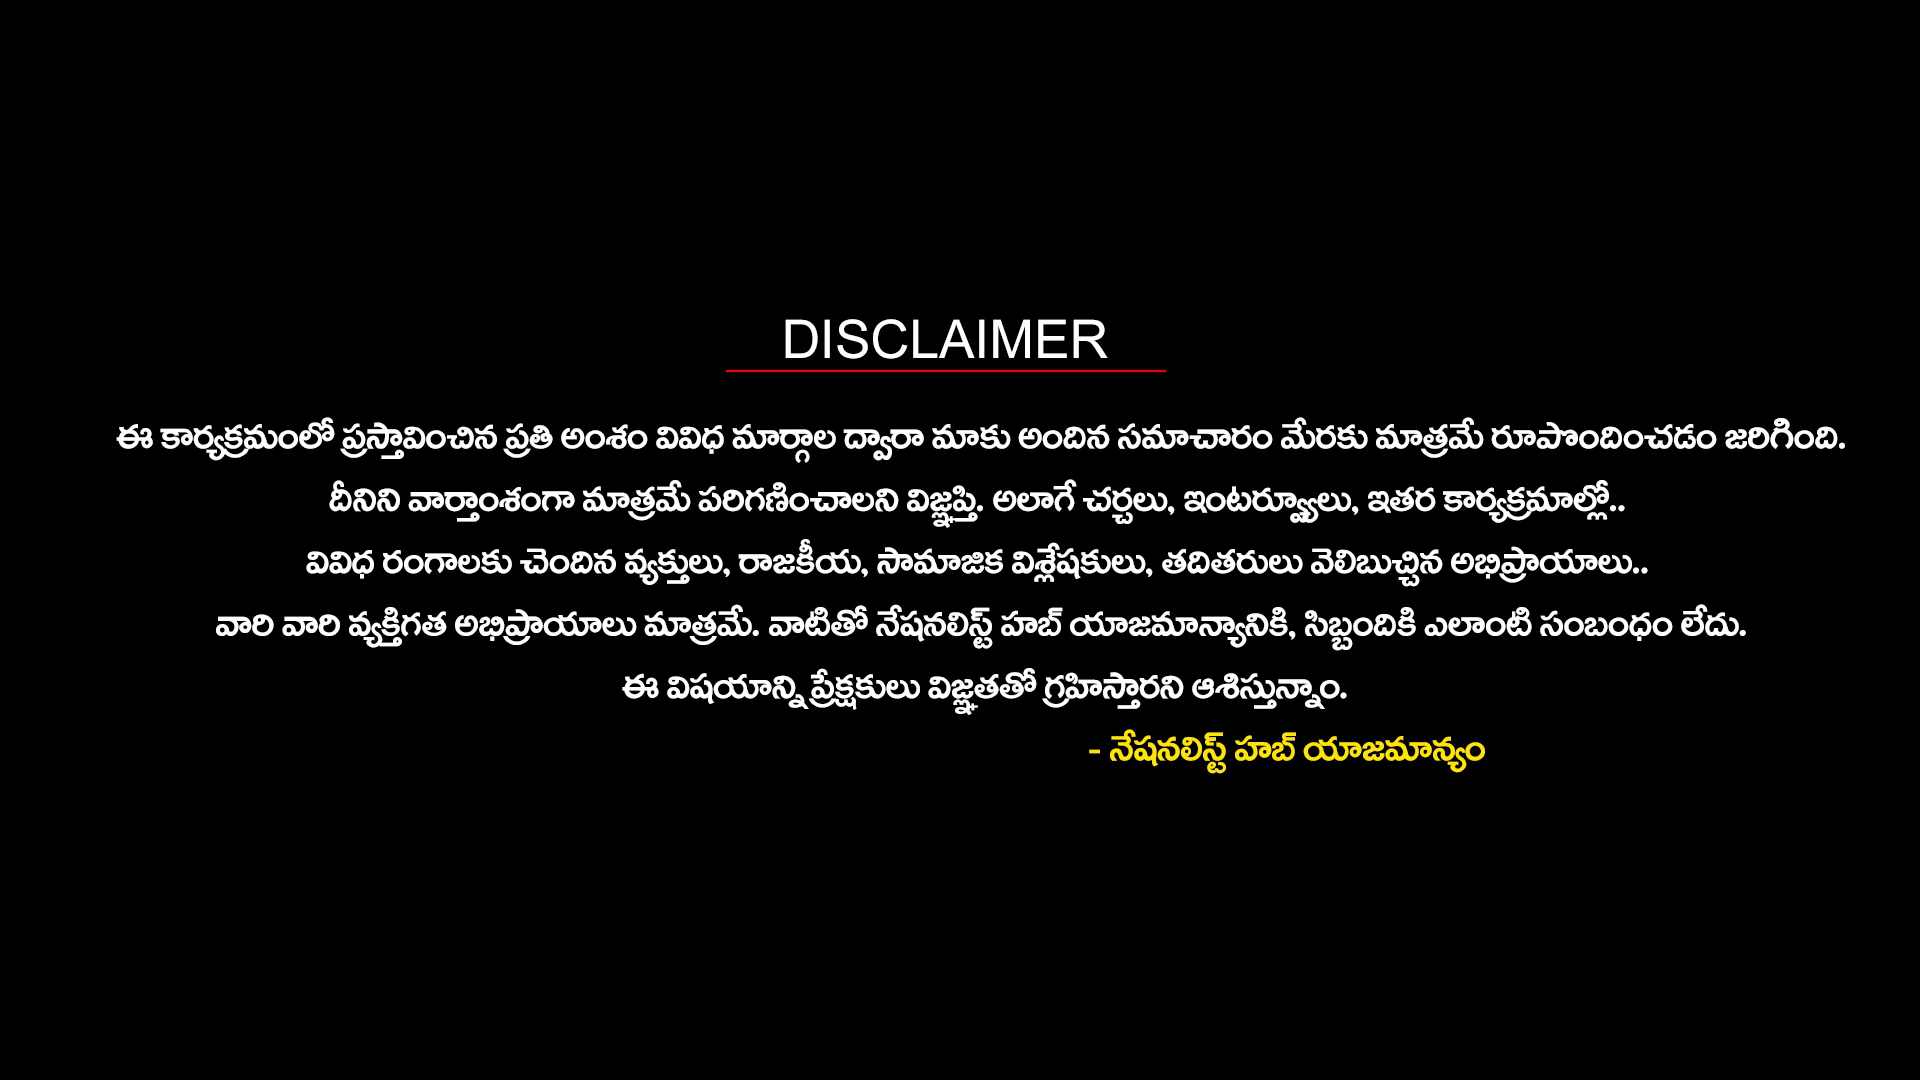 DISCLAIMER
ఈ కార్యక్రమంలో ప్రస్తావించిన ప్రతి అంశం వివిధ మార్గాల ద్వారా మాకు అందిన సమాచారం మేరకు మాత్రమే రూపొందించడం జరిగింది.
దీనిని వార్తాంశంగా మాత్రమే పరిగణించాలని విజ్ఞప్తి. అలాగే చర్చలు, ఇంటర్వ్యూలు, ఇతర కార్యక్రమాల్లో..
వివిధ రంగాలకు చెందిన వ్యక్తులు, రాజకీయ, సామాజిక విశ్లేషకులు, తదితరులు వెలిబుచ్చిన అభిప్రాయాలు..
వారి వారి వ్యక్తిగత అభిప్రాయాలు మాత్రమే. వాటితో నేషనలిస్ట్ హబ్ యాజమాన్యానికి, సిబ్బందికి ఎలాంటి సంబంధం లేదు.
ఈ విషయాన్ని ప్రేక్షకులు విజ్ఞతతో గ్రహిస్తారని ఆశిస్తున్నాం.
- నేషనలిస్ట్ హబ్ యాజమాన్యం